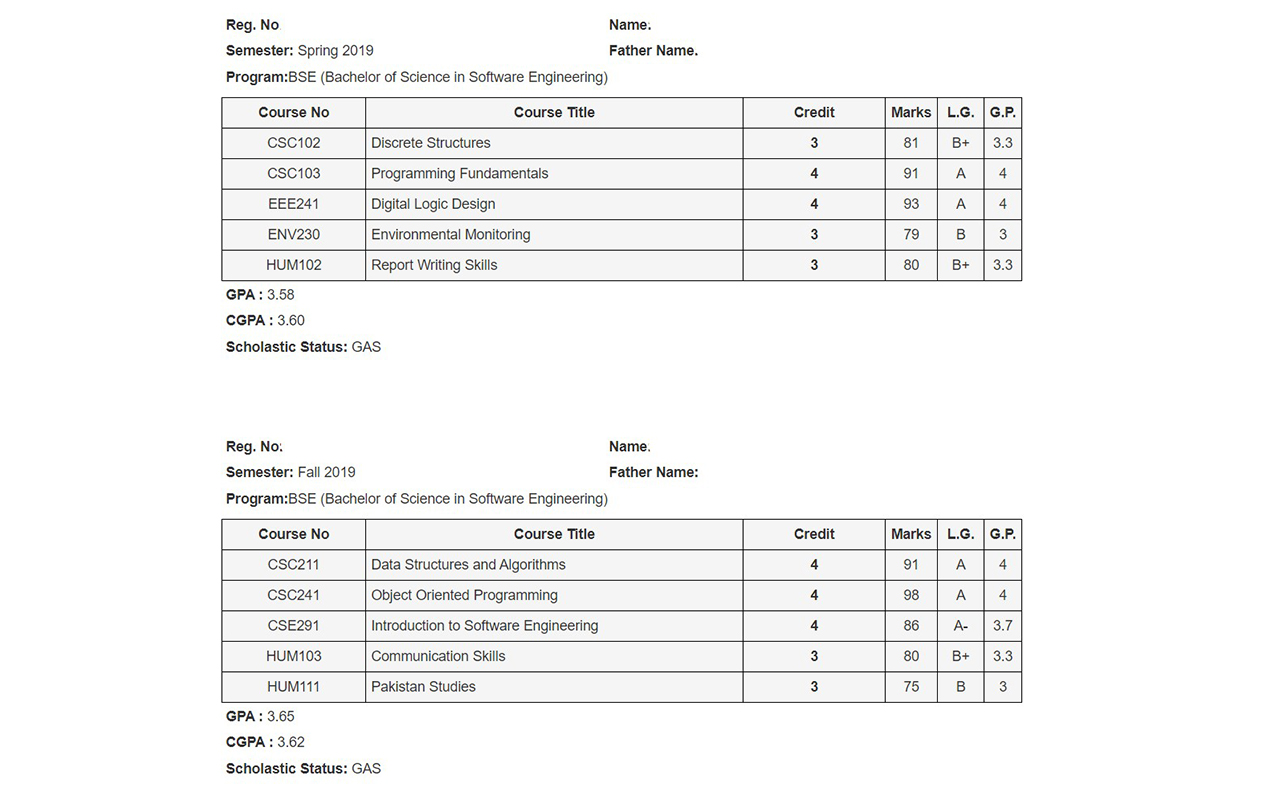 Reg. No. Name.
Semester: Spring 2019 Father Name.
Program:BSE (Bachelor of Science in Software Engineering)
Course No Course Title Credit Marks L.G. G.P.
CSC102 Discrete Structures 3 81 B+ 3.3
CSC103 Programming Fundamentals 4 91 A 4
EEE241 Digital Logic Design 4 93 A 4
ENV230 Environmental Monitoring 3 79 B 3
HUM102 Report Writing Skills 3 80 B+ 3.3
GPA : 3.58
CGPA : 3.60
Scholastic Status: GAS
Reg. No: Name.
Semester: Fall 2019 Father Name:
Program:BSE (Bachelor of Science in Software Engineering)
Course No Course Title Credit Marks L.G. G.P.
CSC211 Data Structures and Algorithms 4 91 A 4
CSC241 Object Oriented Programming 4 98 A 4
CSE291 Introduction to Software Engineering 4 86 A- 3.7
HUM103 Communication Skills 3 80 B+ 3.3
HUM111 Pakistan Studies 3 75 B 3
GPA : 3.65
CGPA : 3.62
Scholastic Status: GAS